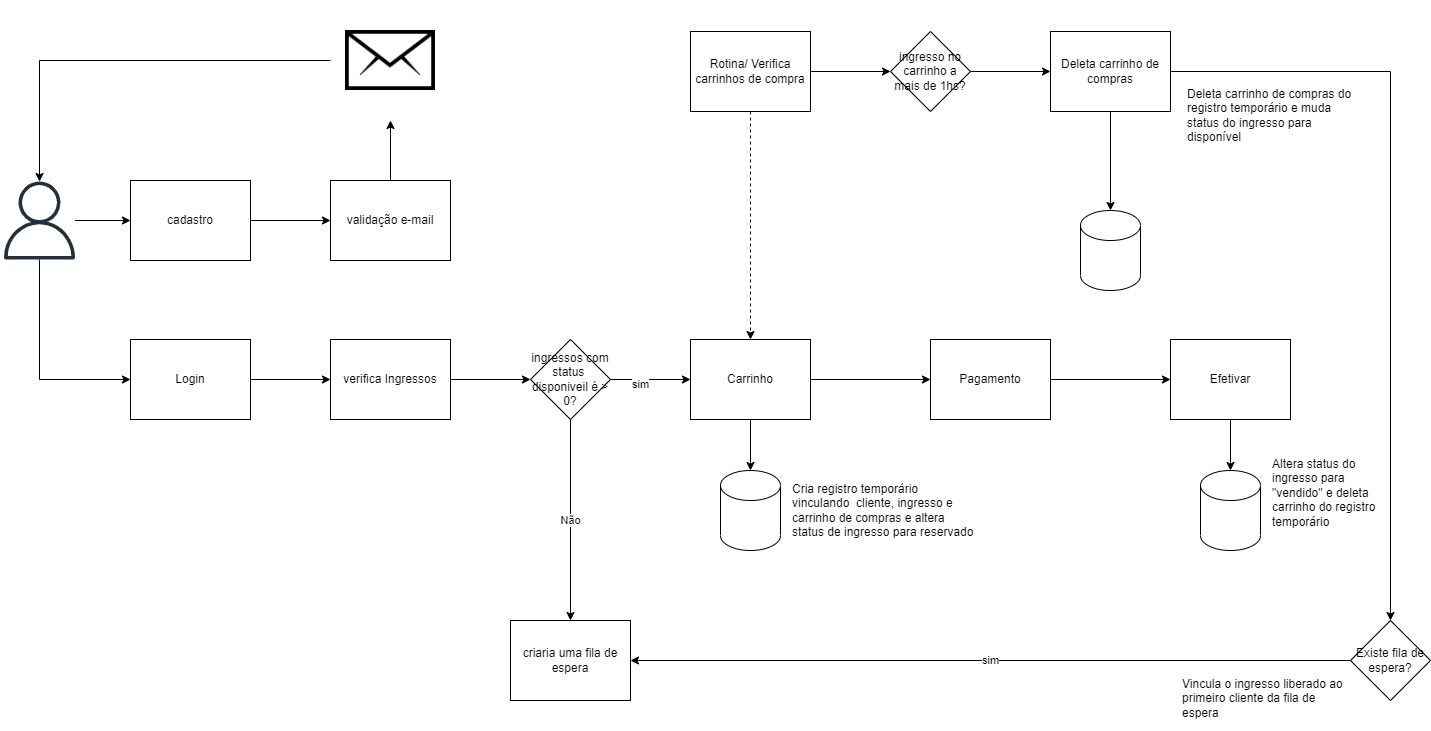 Rotina/ Verifica
carrinhos de compra
ingresso no
carrinho a
mais de 1hs?
Deleta carrinho de
compras
Deleta carrinho de compras do
registro temporário e muda
status do ingresso para
disponível
cadastro
validação e-mail
Login
verifica Ingressos
ingressos com
status
disponiveil é >
0?
sim
Carrinho
Pagamento
Efetivar
Cria registro temporário
vinculando cliente, ingresso e
carrinho de compras e altera
status de ingresso para reservado
Altera status do
ingresso para
"vendido" e deleta
carrinho do registro
temporário
Não
criaria uma fila de
espera
sim
Existe fila de
espera?
Vincula o ingresso liberado ao
primeiro cliente da fila de
espera